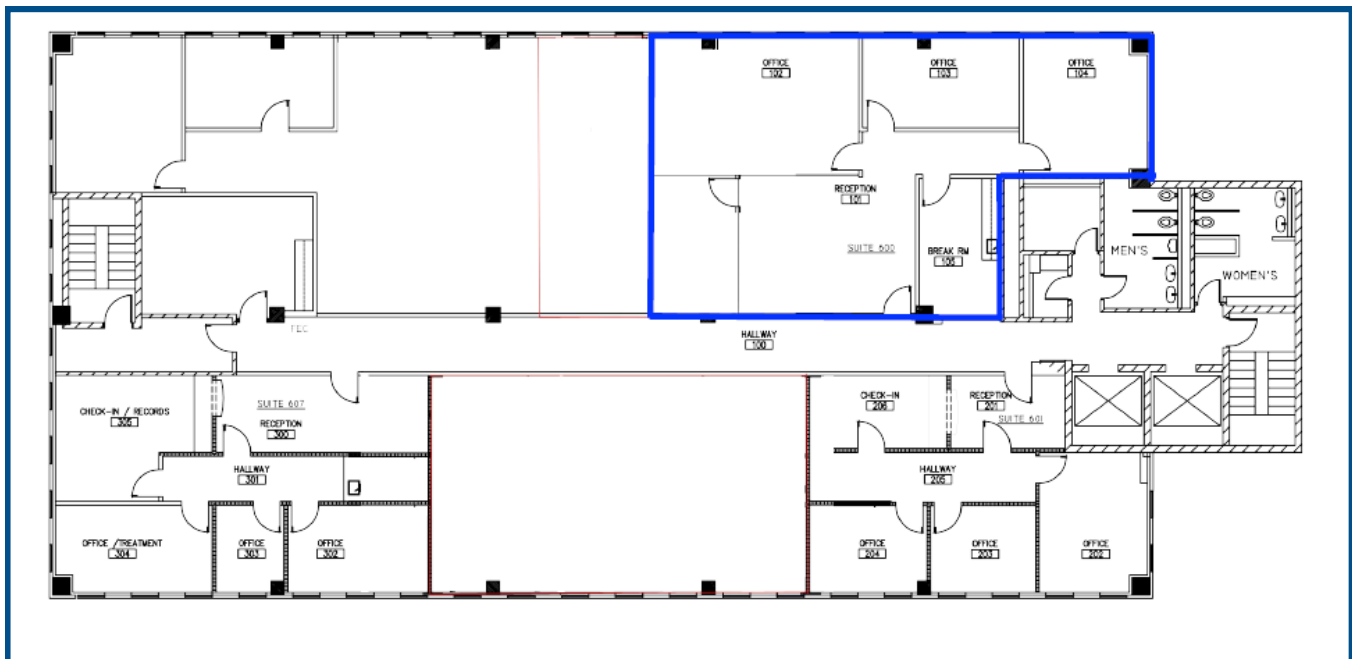 OFFICE
102
OFFICE
103
OFFICE
104
RECEPTION
101
SUITE 600
BREAK RM
105
MEN'S
WOMEN'S
FEC
HALLWAY
100
CHECK-IN / RECORDS
305
SUITE 607
RECEPTION
300
CHECK-IN
206
RECEPTION
201
SUITE 601
HALLWAY
301
HALLWAY
205
OFFICE /TREATMENT
304
OFFICE
303
OFFICE
302
OFFICE
204
OFFICE
203
OFFICE
202